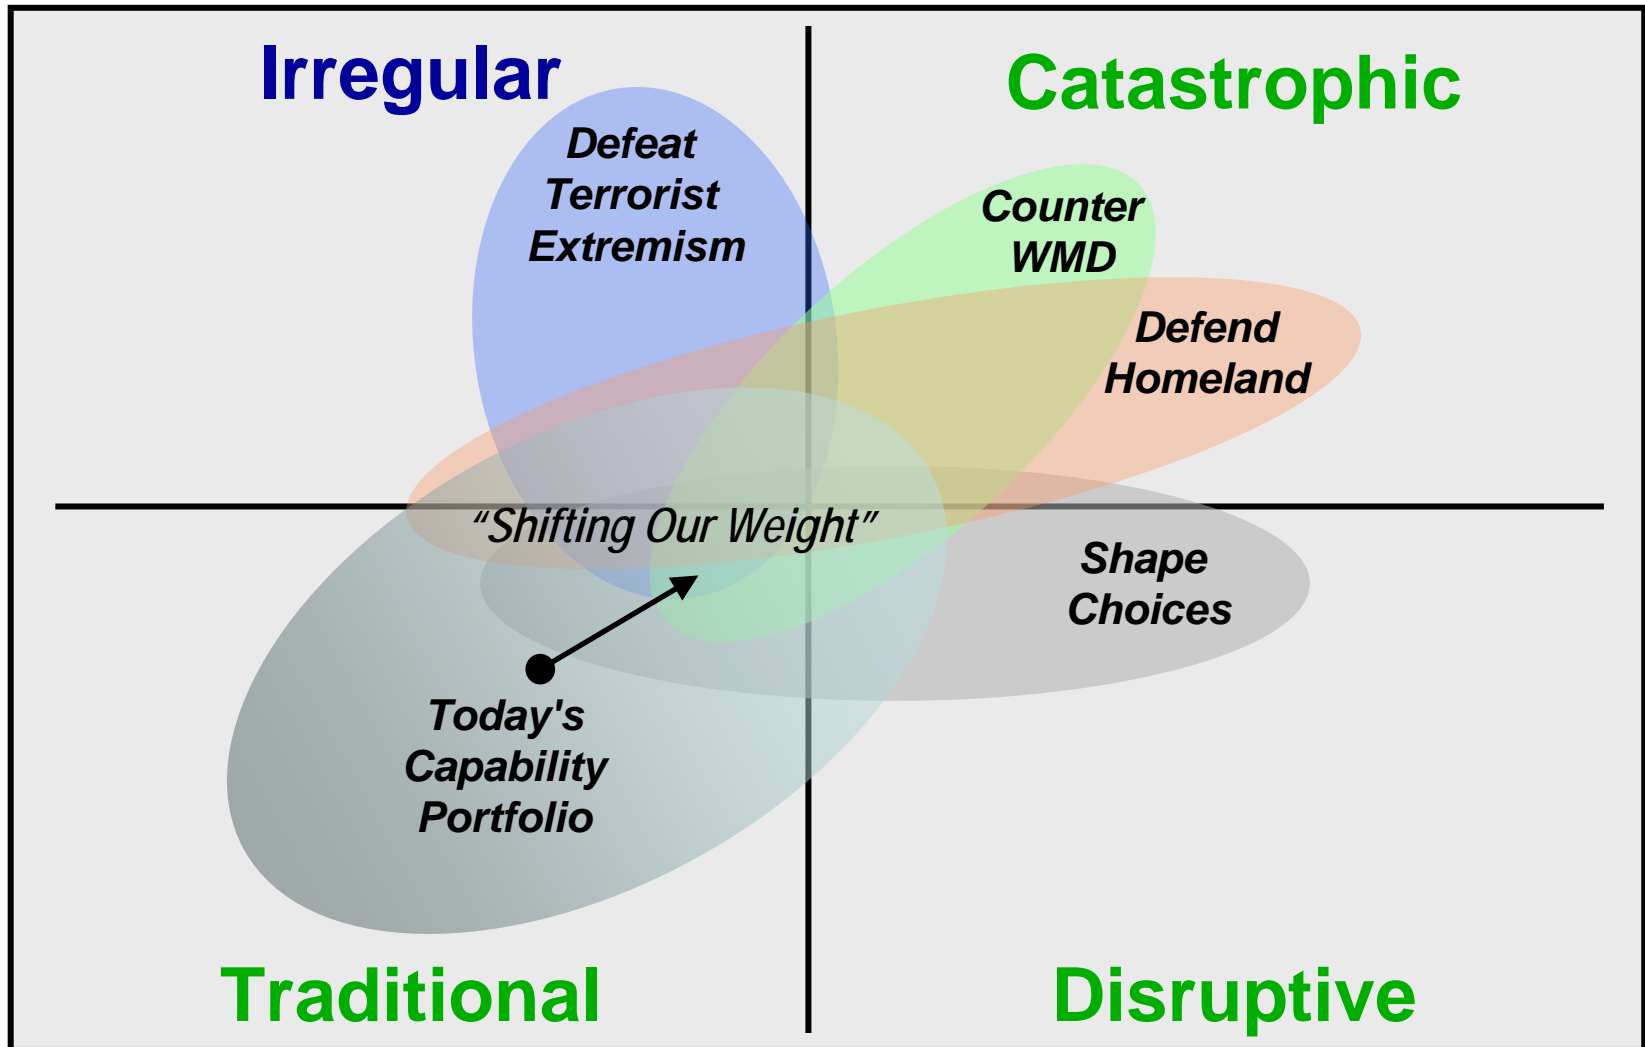 Irregular
Catastrophic
Defeat
Terrorist
Extremism
Counter
WMD
Defend
Homeland
“Shifting Our Weight”
Shape
Choices
Today's
Capability
Portfolio
Traditional
Disruptive